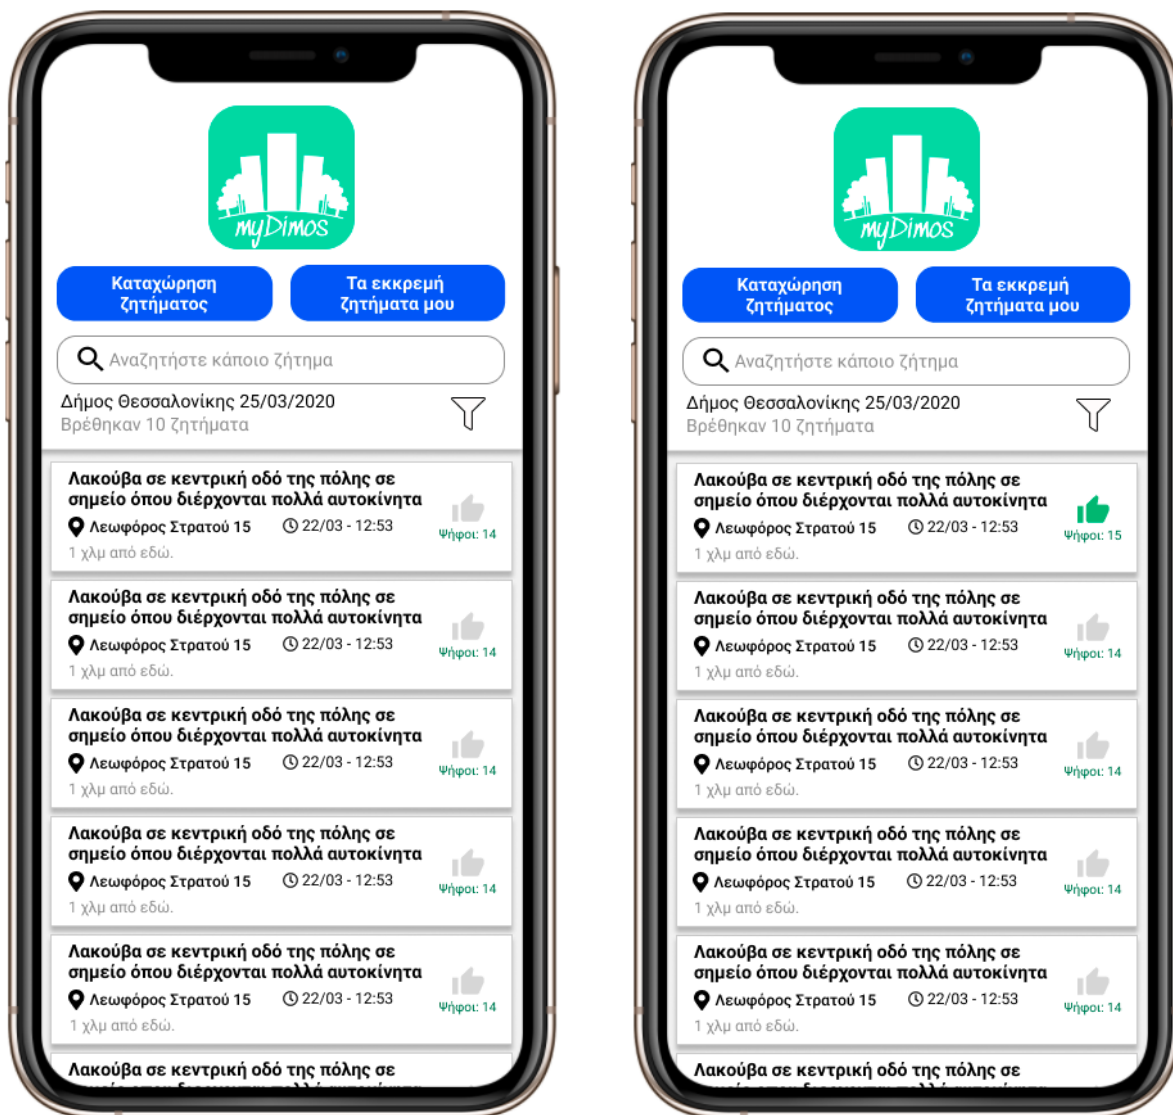 myDimos
Καταχώρηση
ζητήματος
Τα εκκρεμή
ζητήματα μου
Αναζητήστε κάποιο ζήτημα
Δήμος Θεσσαλονίκης 25/03/2020
Βρέθηκαν 10 ζητήματα
Λακούβα σε κεντρική οδό της πόλης σε
σημείο όπου διέρχονται πολλά αυτοκίνητα
Λεωφόρος Στρατού 15 22/03 - 12:53 Ψήφοι: 14
1 χλμ από εδώ.
Λακούβα σε κεντρική οδό της πόλης σε
σημείο όπου διέρχονται πολλά αυτοκίνητα
Λεωφόρος Στρατού 15 22/03 - 12:53 Ψήφοι: 14
1 χλμ από εδώ.
Λακούβα σε κεντρική οδό της πόλης σε
σημείο όπου διέρχονται πολλά αυτοκίνητα
Λεωφόρος Στρατού 15 22/03 - 12:53 Ψήφοι: 14
1 χλμ από εδώ.
Λακούβα σε κεντρική οδό της πόλης σε
σημείο όπου διέρχονται πολλά αυτοκίνητα
Λεωφόρος Στρατού 15 22/03 - 12:53 Ψήφοι: 14
1 χλμ από εδώ.
Λακούβα σε κεντρική οδό της πόλης σε
σημείο όπου διέρχονται πολλά αυτοκίνητα
Λεωφόρος Στρατού 15 22/03 - 12:53 Ψήφοι: 14
1 χλμ από εδώ.
Λακούβα σε κεντρική οδό της πόλης σε
myDimos
Καταχώρηση
ζητήματος
Τα εκκρεμή
ζητήματα μου
Αναζητήστε κάποιο ζήτημα
Δήμος Θεσσαλονίκης 25/03/2020
Βρέθηκαν 10 ζητήματα
Λακούβα σε κεντρική οδό της πόλης σε
σημείο όπου διέρχονται πολλά αυτοκίνητα
Λεωφόρος Στρατού 15 22/03 - 12:53 Ψήφοι: 15
1 χλμ από εδώ.
Λακούβα σε κεντρική οδό της πόλης σε
σημείο όπου διέρχονται πολλά αυτοκίνητα
Λεωφόρος Στρατού 15 22/03 - 12:53 Ψήφοι: 14
1 χλμ από εδώ.
Λακούβα σε κεντρική οδό της πόλης σε
σημείο όπου διέρχονται πολλά αυτοκίνητα
Λεωφόρος Στρατού 15 22/03 - 12:53 Ψήφοι: 14
1 χλμ από εδώ.
Λακούβα σε κεντρική οδό της πόλης σε
σημείο όπου διέρχονται πολλά αυτοκίνητα
Λεωφόρος Στρατού 15 22/03 - 12:53 Ψήφοι: 14
1 χλμ από εδώ.
Λακούβα σε κεντρική οδό της πόλης σε
σημείο όπου διέρχονται πολλά αυτοκίνητα
Λεωφόρος Στρατού 15 22/03 - 12:53 Ψήφοι: 14
1 χλμ από εδώ.
Λακούβα σε κεντρική οδό της πόλης σε